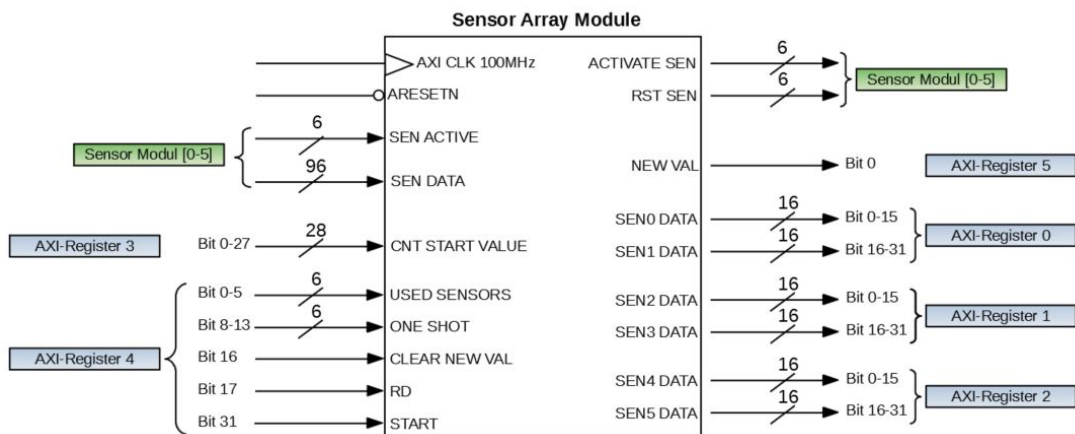 Sensor Array Module
AXI CLK 100MHz
ARESETN
Sensor Modul [0-5]
6
SEN ACTIVE
96
SEN DATA
AXI-Register 3
Bit 0-27
28
CNT START VALUE
AXI-Register 4
Bit 0-5
6
USED SENSORS
Bit 8-13
6
ONE SHOT
Bit 16
CLEAR NEW VAL
Bit 17
RD
Bit 31
START
ACTIVATE SEN
6
RST SEN
6
Sensor Modul [0-5]
NEW VAL
Bit 0
AXI-Register 5
SEN0 DATA
16
Bit 0-15
SEN1 DATA
16
Bit 16-31
AXI-Register 0
SEN2 DATA
16
Bit 0-15
SEN3 DATA
16
Bit 16-31
AXI-Register 1
SEN4 DATA
16
Bit 0-15
SEN5 DATA
16
Bit 16-31
AXI-Register 2